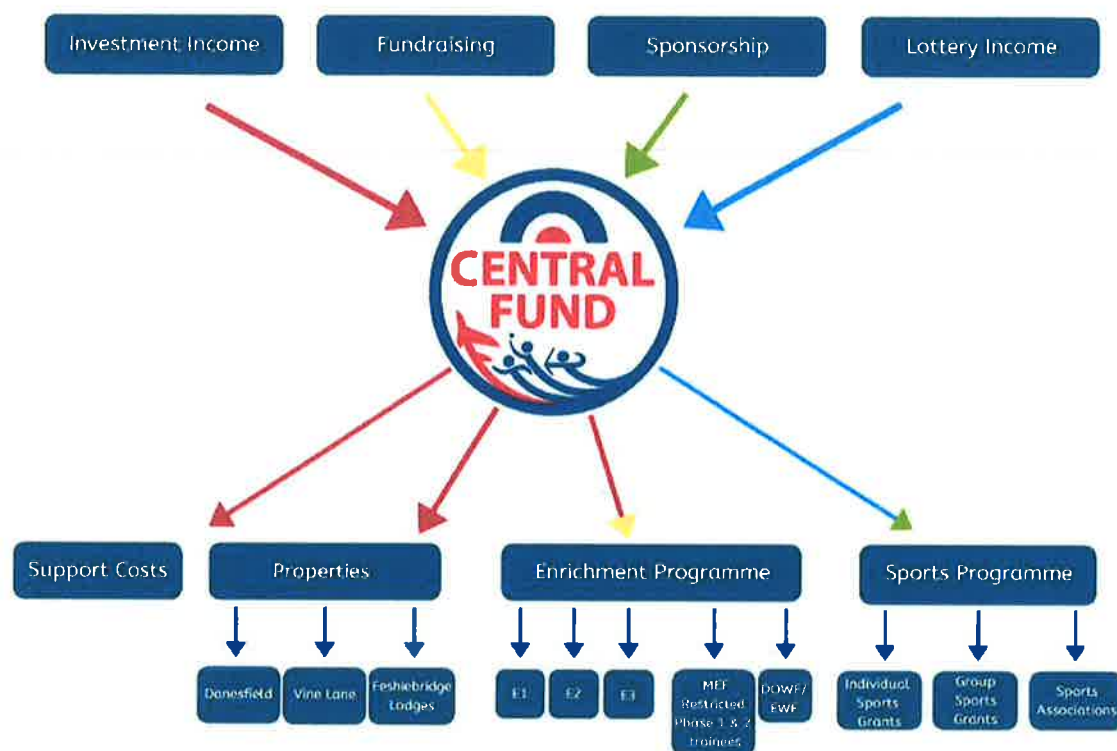 Investment Income
Fundraising
Sponsorship
Lottery Income
CENTRAL
FUND
Support Costs
Properties
Enrichment Programme
Sports Programme
Danesfield
Vine Lane
Feshiebridge
Lodges
E1
E2
E3
MEF
Restricted
Phase 1 & 2
trainees
DOWF/
EWF
Individual
Sports
Grants
Group
Sports
Grants
Sports
Associations